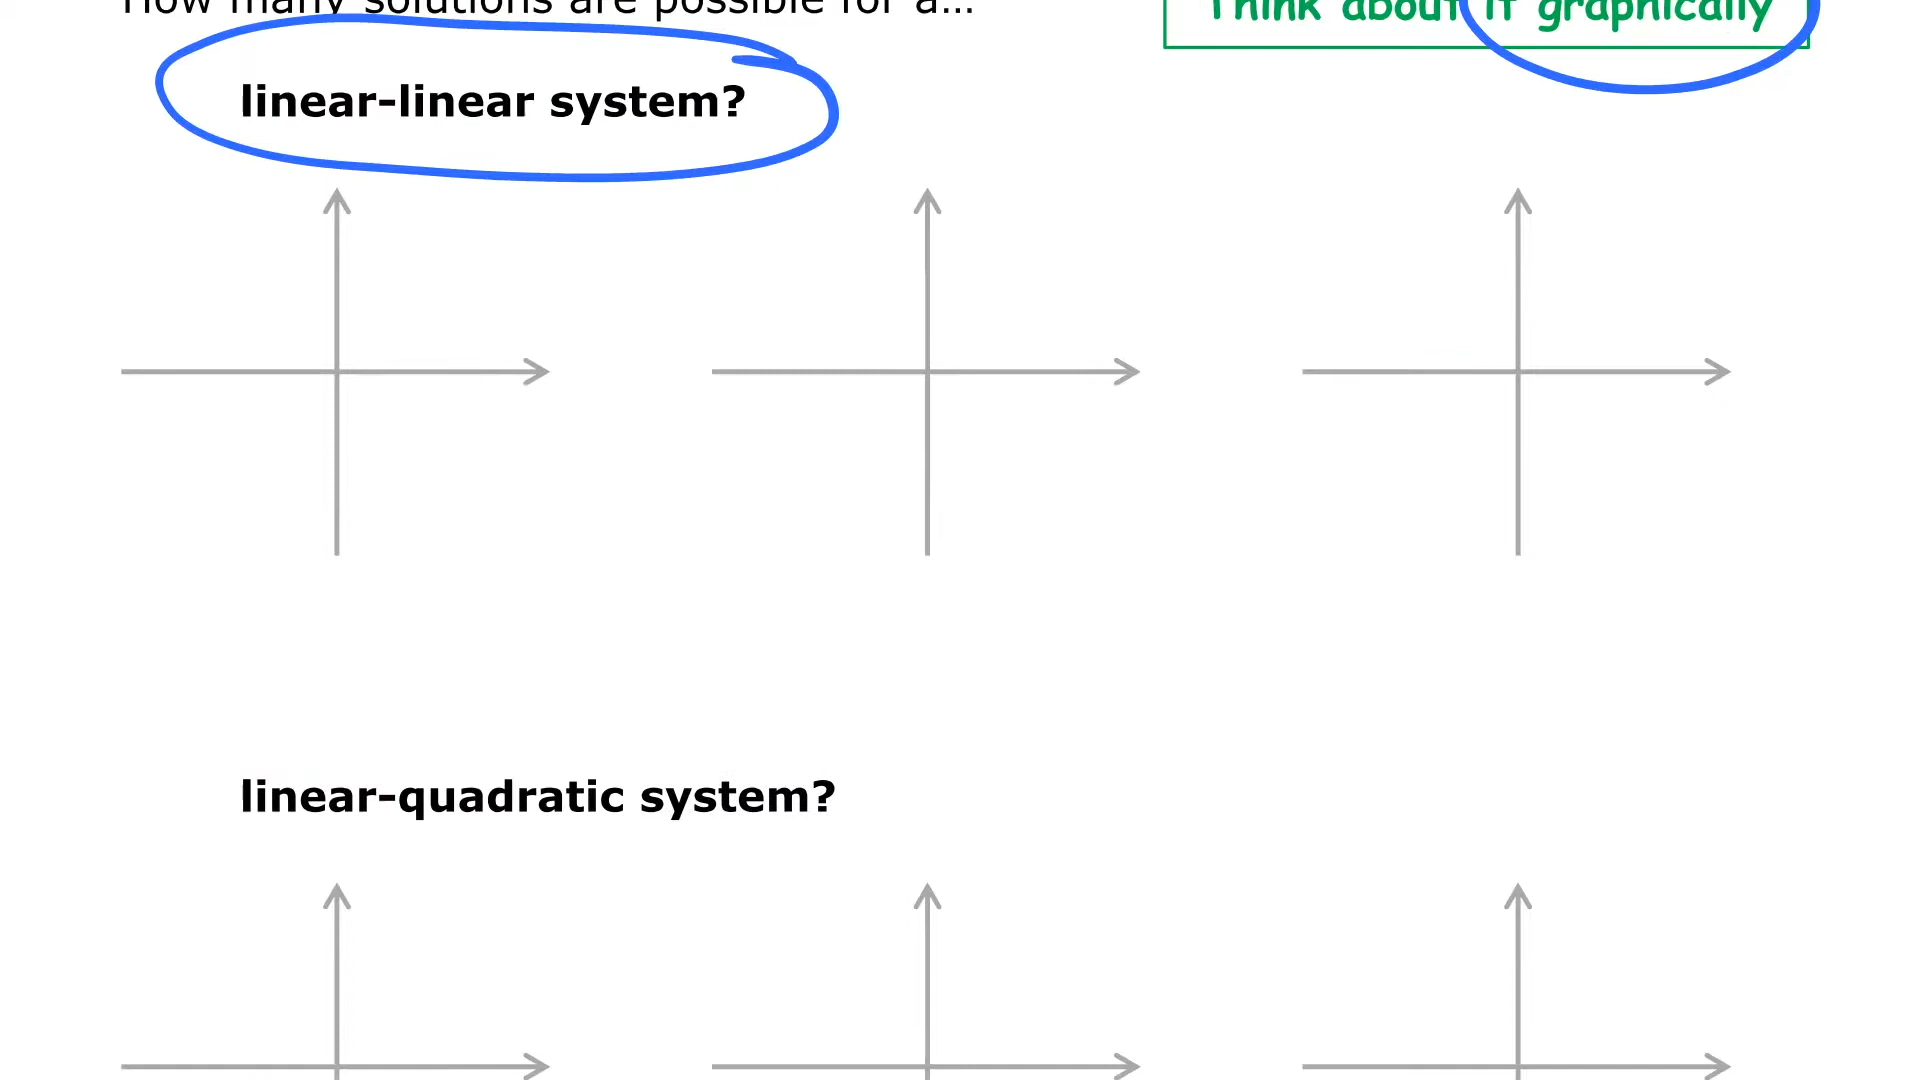 How many solutions are possible for a...
Think about it graphically
linear-linear system?
linear-quadratic system?